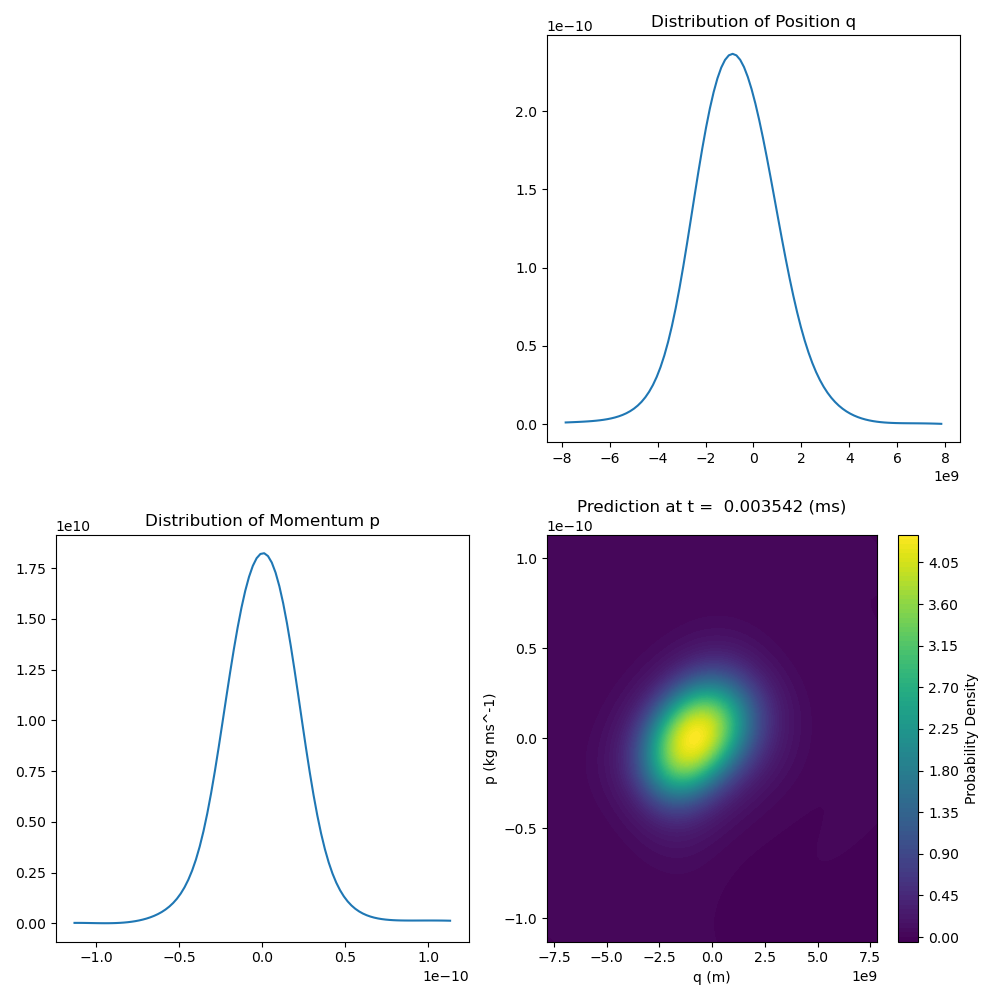 Distribution of Position q
1e−10
2.0
1.5
1.0
0.5
0.0
−8 −6 −4 −2 0 2 4 6 8
1e9
Distribution of Momentum p
1e10
1.75
1.50
1.25
1.00
0.75
0.50
0.25
0.00
−1.0 −0.5 0.0 0.5 1.0
1e−10
Prediction at t =  0.003542 (ms)
1e−10
1.0
0.5
0.0
−0.5
−1.0
p (kg ms^-1)
−7.5 −5.0 −2.5 0.0 2.5 5.0 7.5
1e9
q (m)
4.05
3.60
3.15
2.70
2.25
1.80
1.35
0.90
0.45
0.00
Probability Density